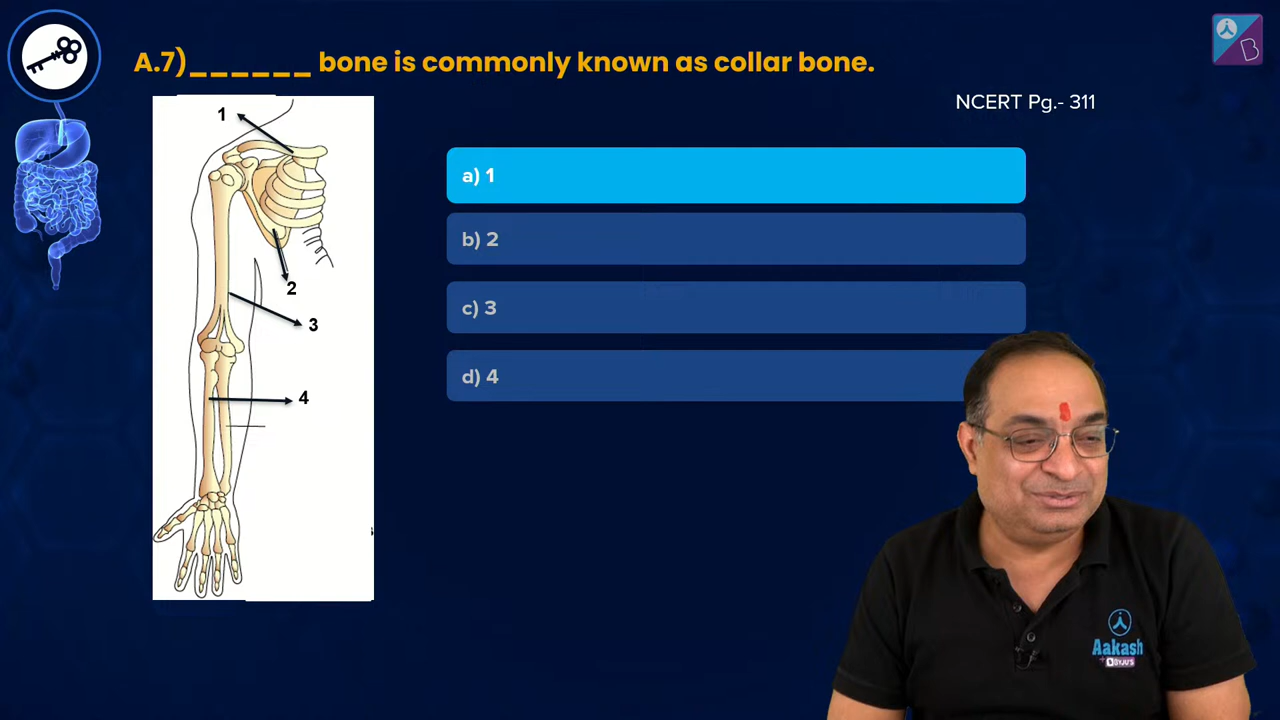 A.7)______ bone is commonly known as collar bone.
NCERT Pg.- 311
1
2
3
4
a) 1
b) 2
c) 3
d) 4
B
Aakash
BYJU'S